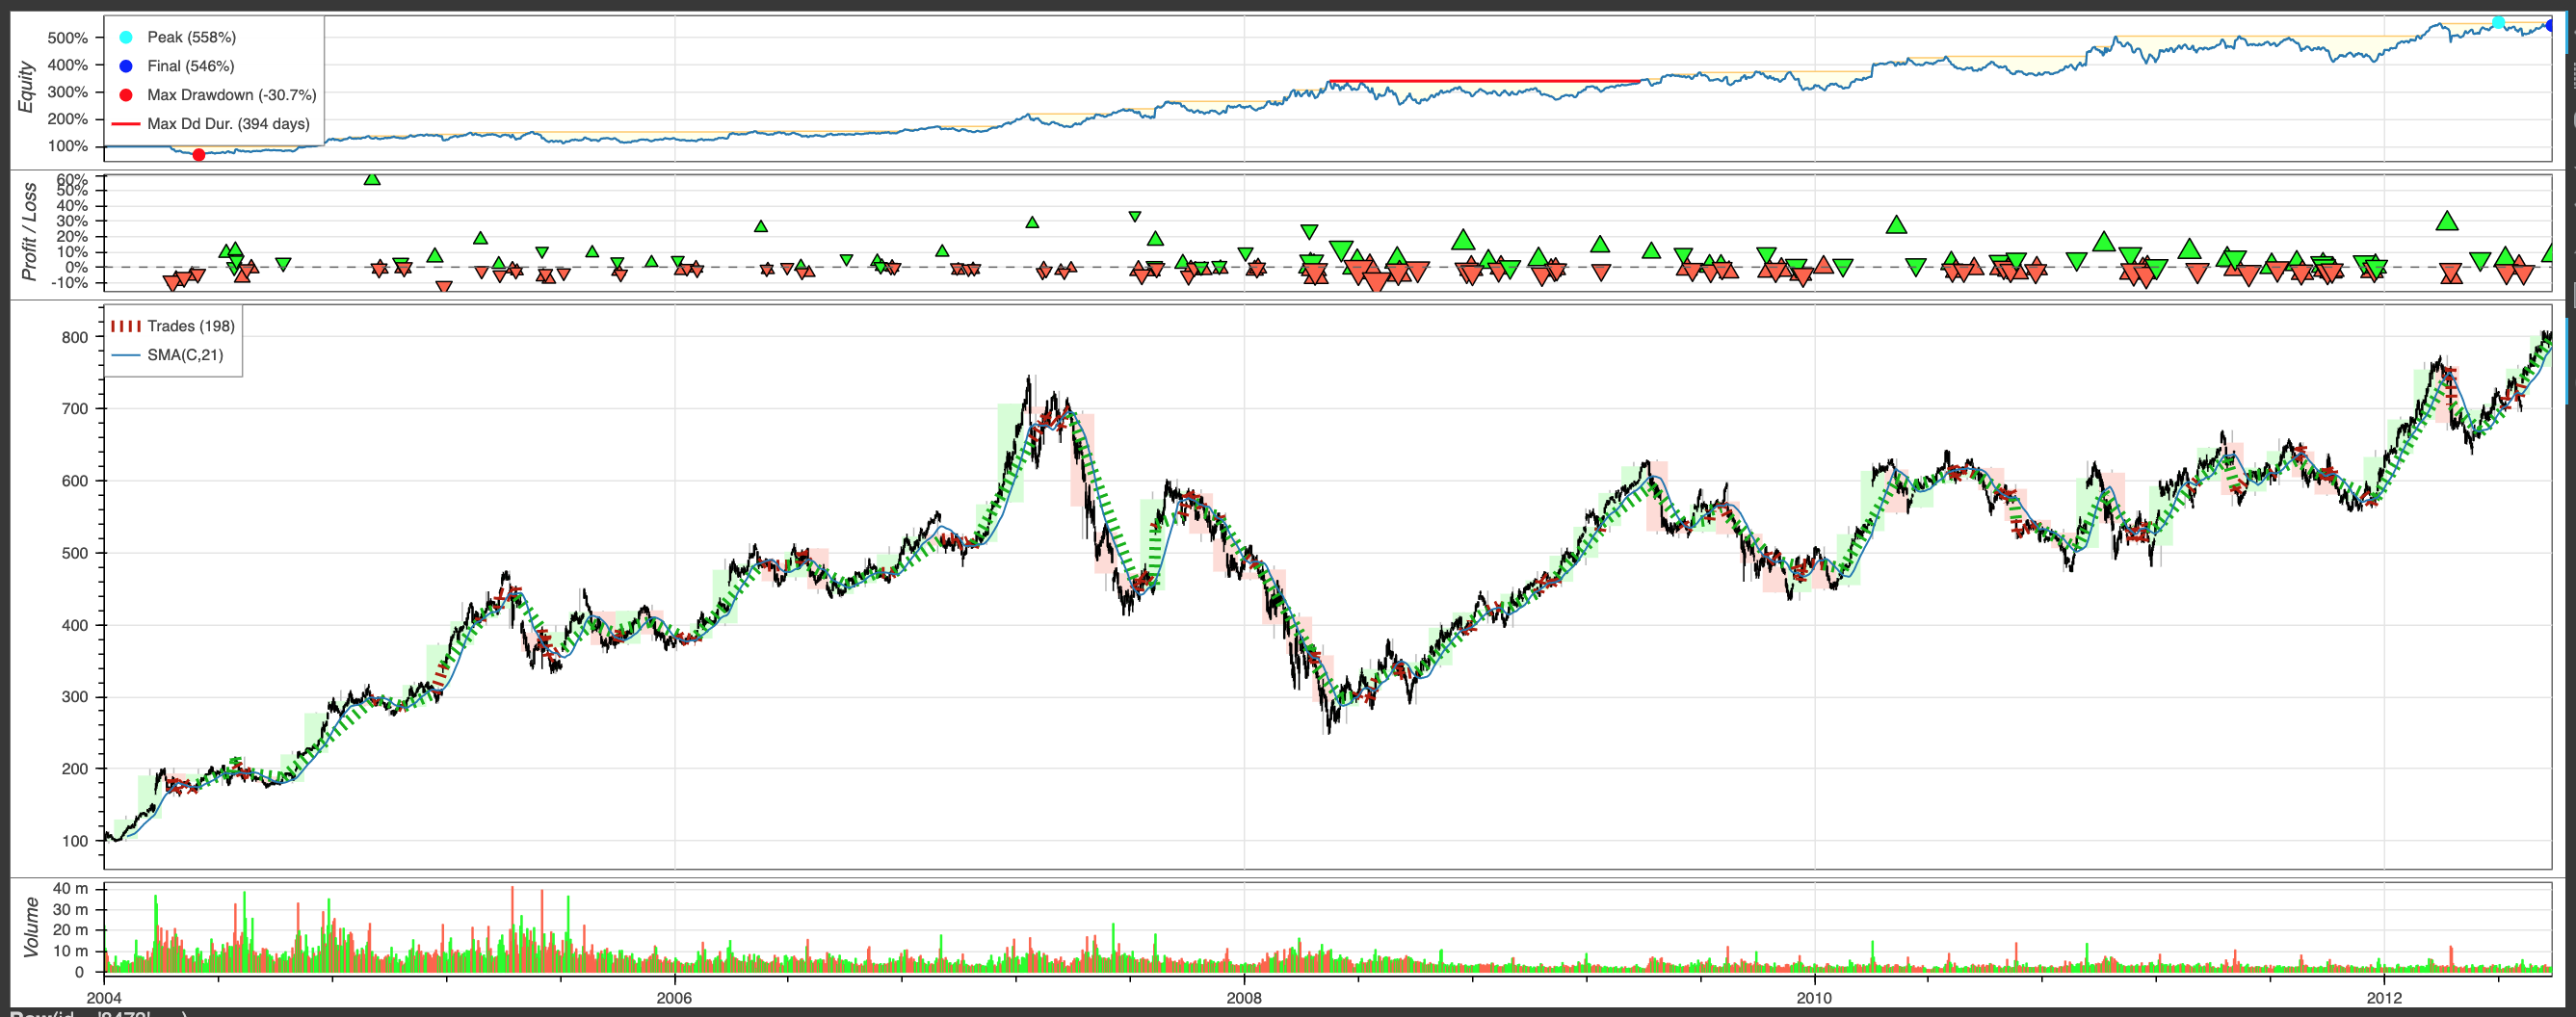 Equity
500%
400%
300%
200%
100%
Peak (558%)
Final (546%)
Max Drawdown (-30.7%)
Max Dd Dur. (394 days)
Profit / Loss
60%
50%
40%
30%
20%
10%
0%
-10%
Trades (198)
SMA(C,21)
800
700
600
500
400
300
200
100
Volume
40 m
30 m
20 m
10 m
0
2004 2006 2008 2010 2012